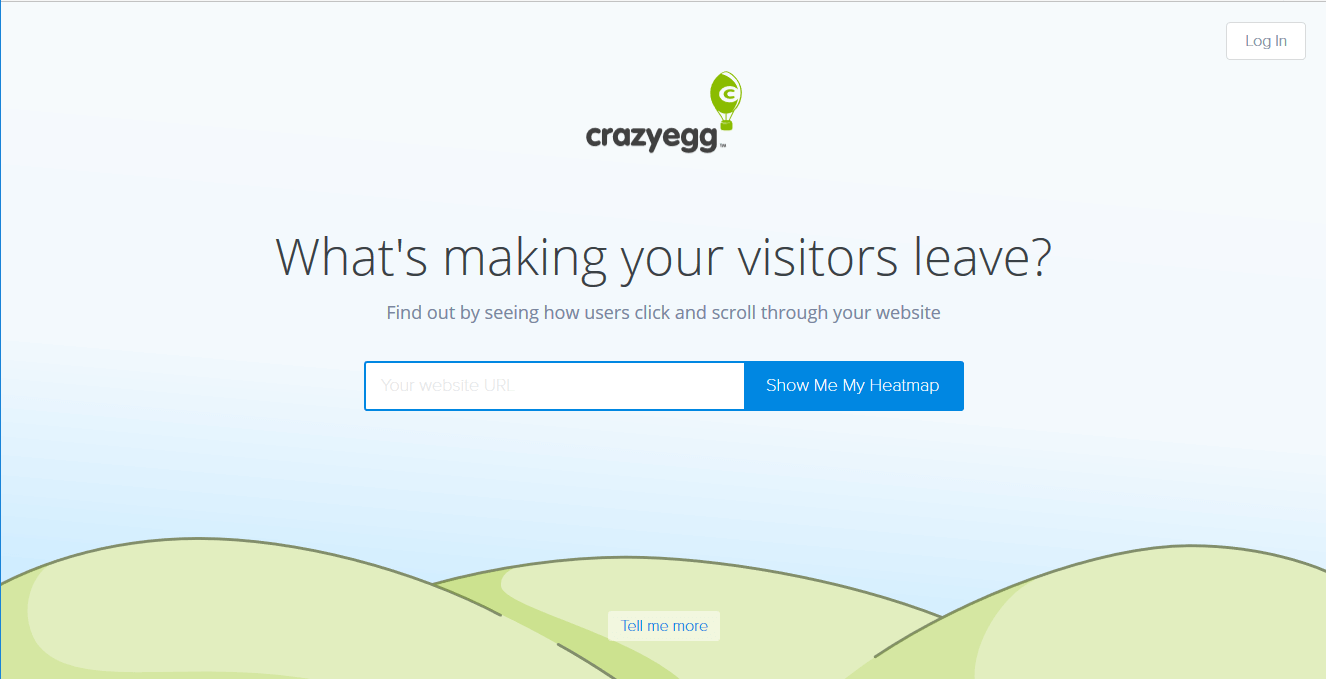 Log In
crazyegg™
What's making your visitors leave?
Find out by seeing how users click and scroll through your website
Your website URL
Show Me My Heatmap
Tell me more